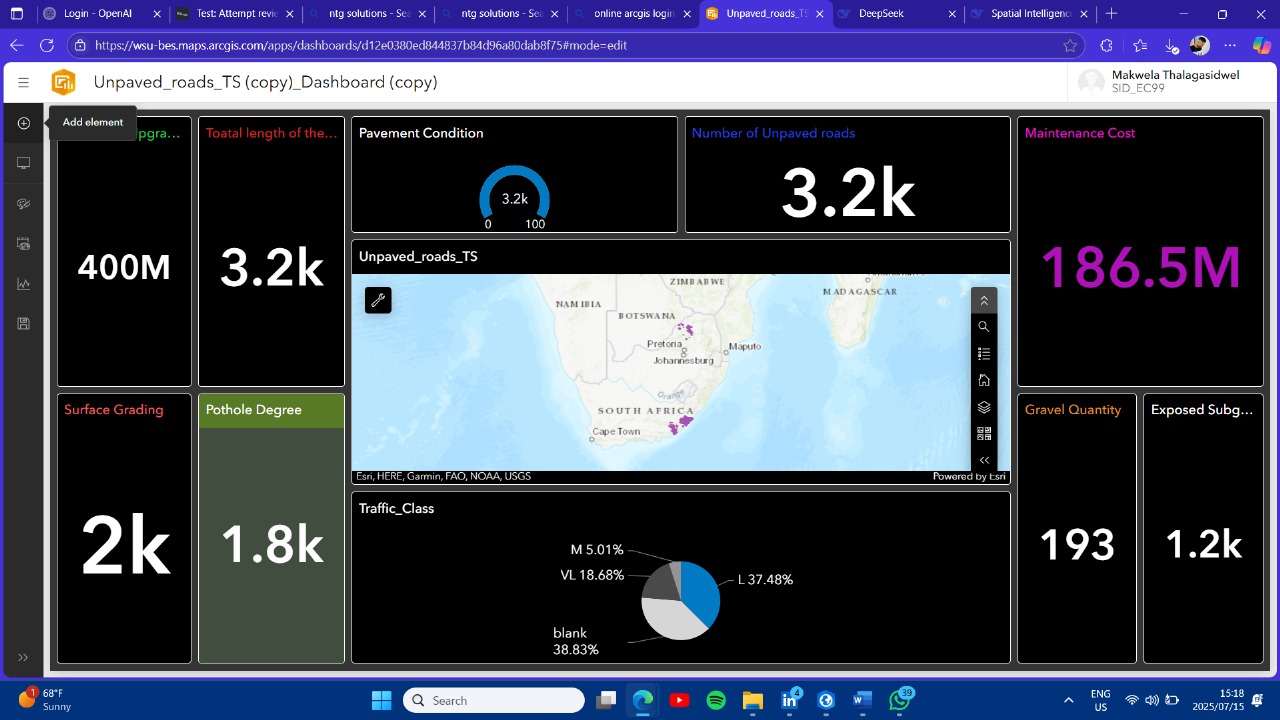 Login - OpenAI
Test: Attempt revie
ntg solutions - Sea
ntg solutions - Sea
online arcgis login
Unpaved_roads_TS
DeepSeek
Spatial Intelligenc
https://wsu-bes.maps.arcgis.com/apps/dashboards/d12e0380ed844837b84d96a80dab8f75#mode=edit
Unpaved_roads_TS (copy)_Dashboard (copy)
Makwela Thalagasidwel
SID_EC99
Add element
pgra...
400M
Toatal length of the...
3.2k
Pavement Condition
3.2k
0 100
Number of Unpaved roads
3.2k
Maintenance Cost
186.5M
Unpaved_roads_TS
ZIMBABWE
MADAGASCAR
NAMIBIA
BOTSWANA
Pretoria
Maputo
Johannesburg
Orange
SOUTH AFRICA
Cape Town
Esri, HERE, Garmin, FAO, NOAA, USGS
Powered by Esri
Surface Grading
2k
Pothole Degree
1.8k
Traffic_Class
M 5.01%
VL 18.68%
L 37.48%
blank
38.83%
Gravel Quantity
193
Exposed Subg...
1.2k
1
68°F
Sunny
Search
4
39
ENG
US
15:18
2025/07/15